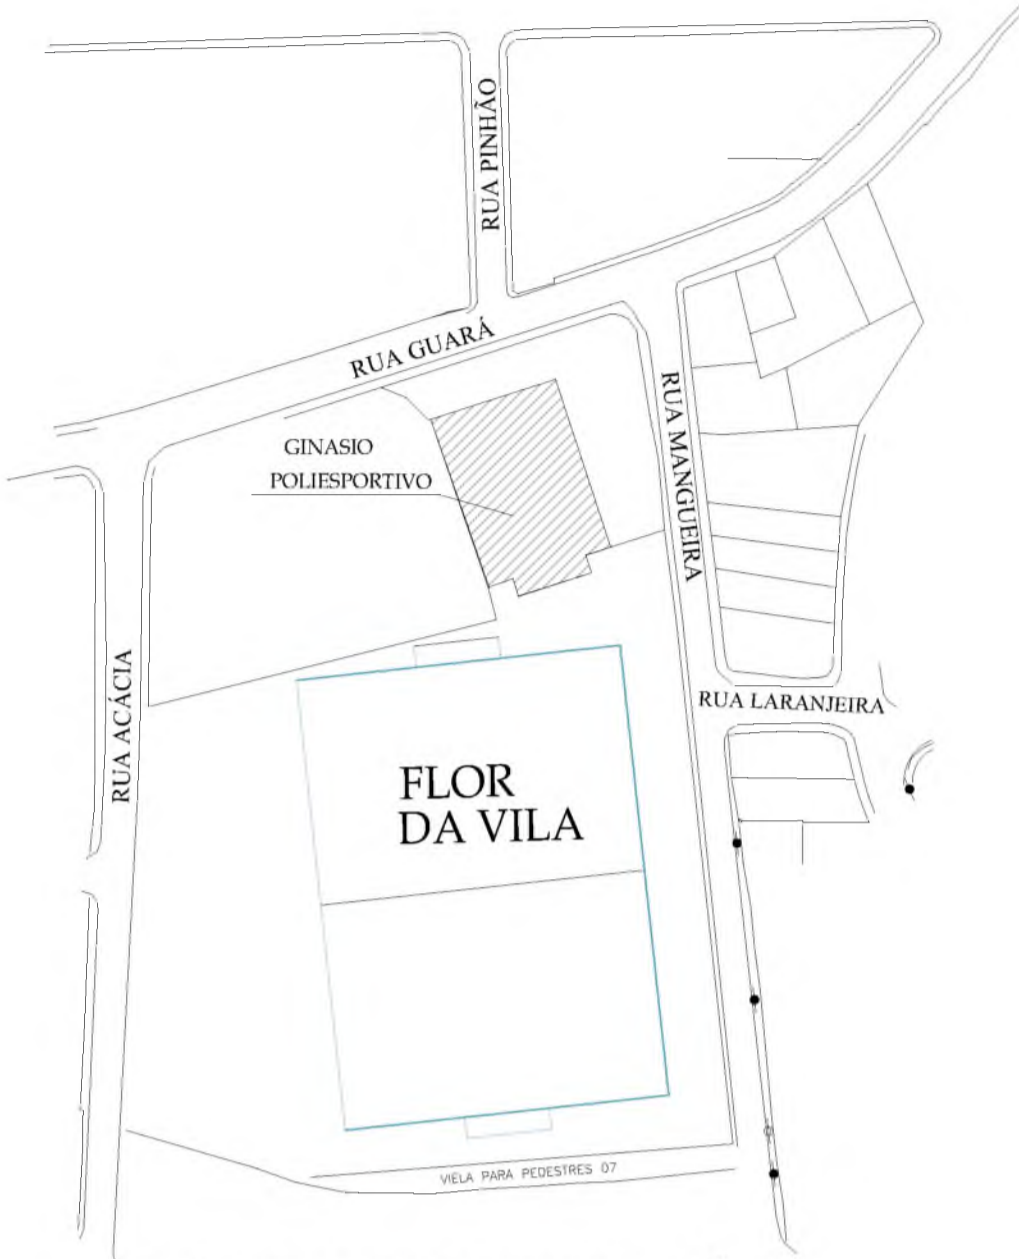 RUA PINHÃO
RUA GUARÁ
GINASIO
POLIESPORTIVO
RUA MANGUEIRA
RUA ACÁCIA
RUA LARANJEIRA
FLOR
DA VILA
VIELA PARA PEDESTRES 07